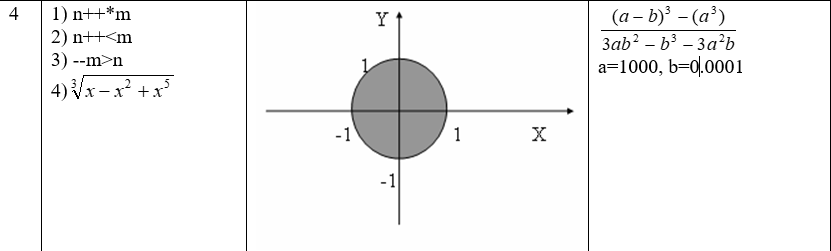 4
1) n++*m
2) n++<m
3) --m>n
4) ∛(x − x² + x⁵)
Y
1
-1
1
X
-1
(a − b)³ − (a³)
3ab² − b³ − 3a²b
a=1000, b=0.0001